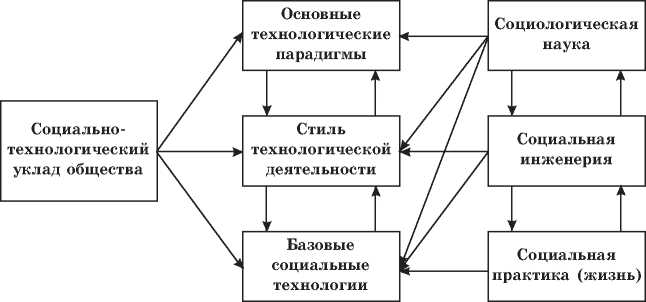 Основные
технологические
парадигмы
Социологическая
наука
Социально-
технологический
уклад общества
Стиль
технологической
деятельности
Социальная
инженерия
Базовые
социальные
технологии
Социальная
практика (жизнь)